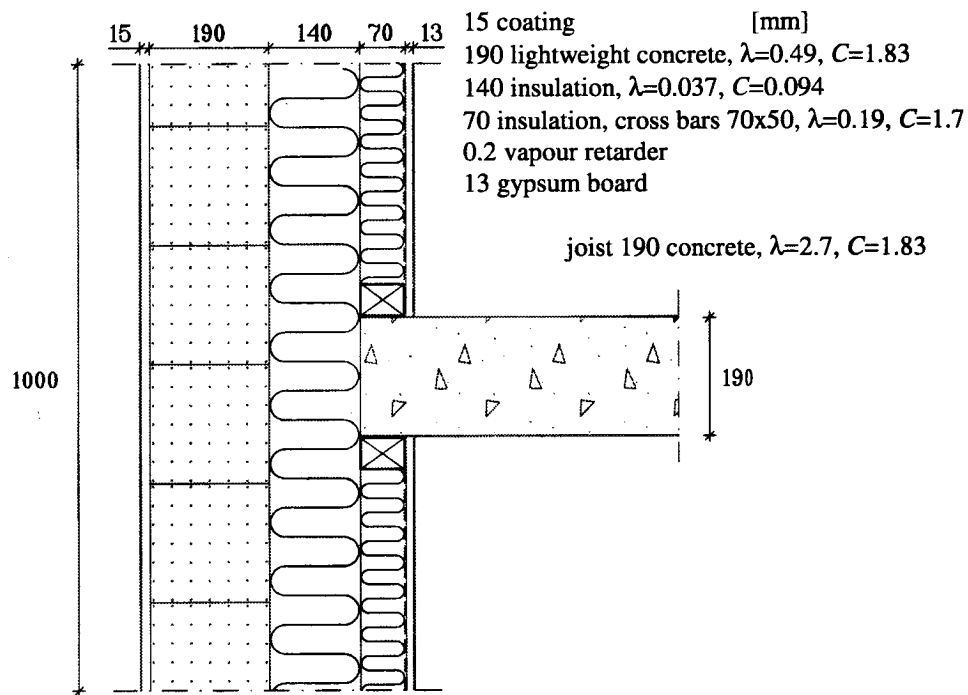 15 190 140 70 13
15 coating [mm]
190 lightweight concrete, λ=0.49, C=1.83
140 insulation, λ=0.037, C=0.094
70 insulation, cross bars 70x50, λ=0.19, C=1.7
0.2 vapour retarder
13 gypsum board
joist 190 concrete, λ=2.7, C=1.83
1000
190